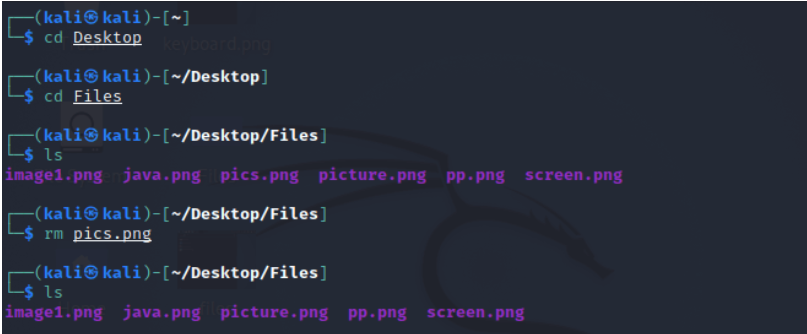 ┌──(kali㉿kali)-[~]
└─$ cd Desktop
┌──(kali㉿kali)-[~/Desktop]
└─$ cd Files
┌──(kali㉿kali)-[~/Desktop/Files]
└─$ ls
image1.png java.png pics.png picture.png pp.png screen.png
┌──(kali㉿kali)-[~/Desktop/Files]
└─$ rm pics.png
┌──(kali㉿kali)-[~/Desktop/Files]
└─$ ls
image1.png java.png picture.png pp.png screen.png